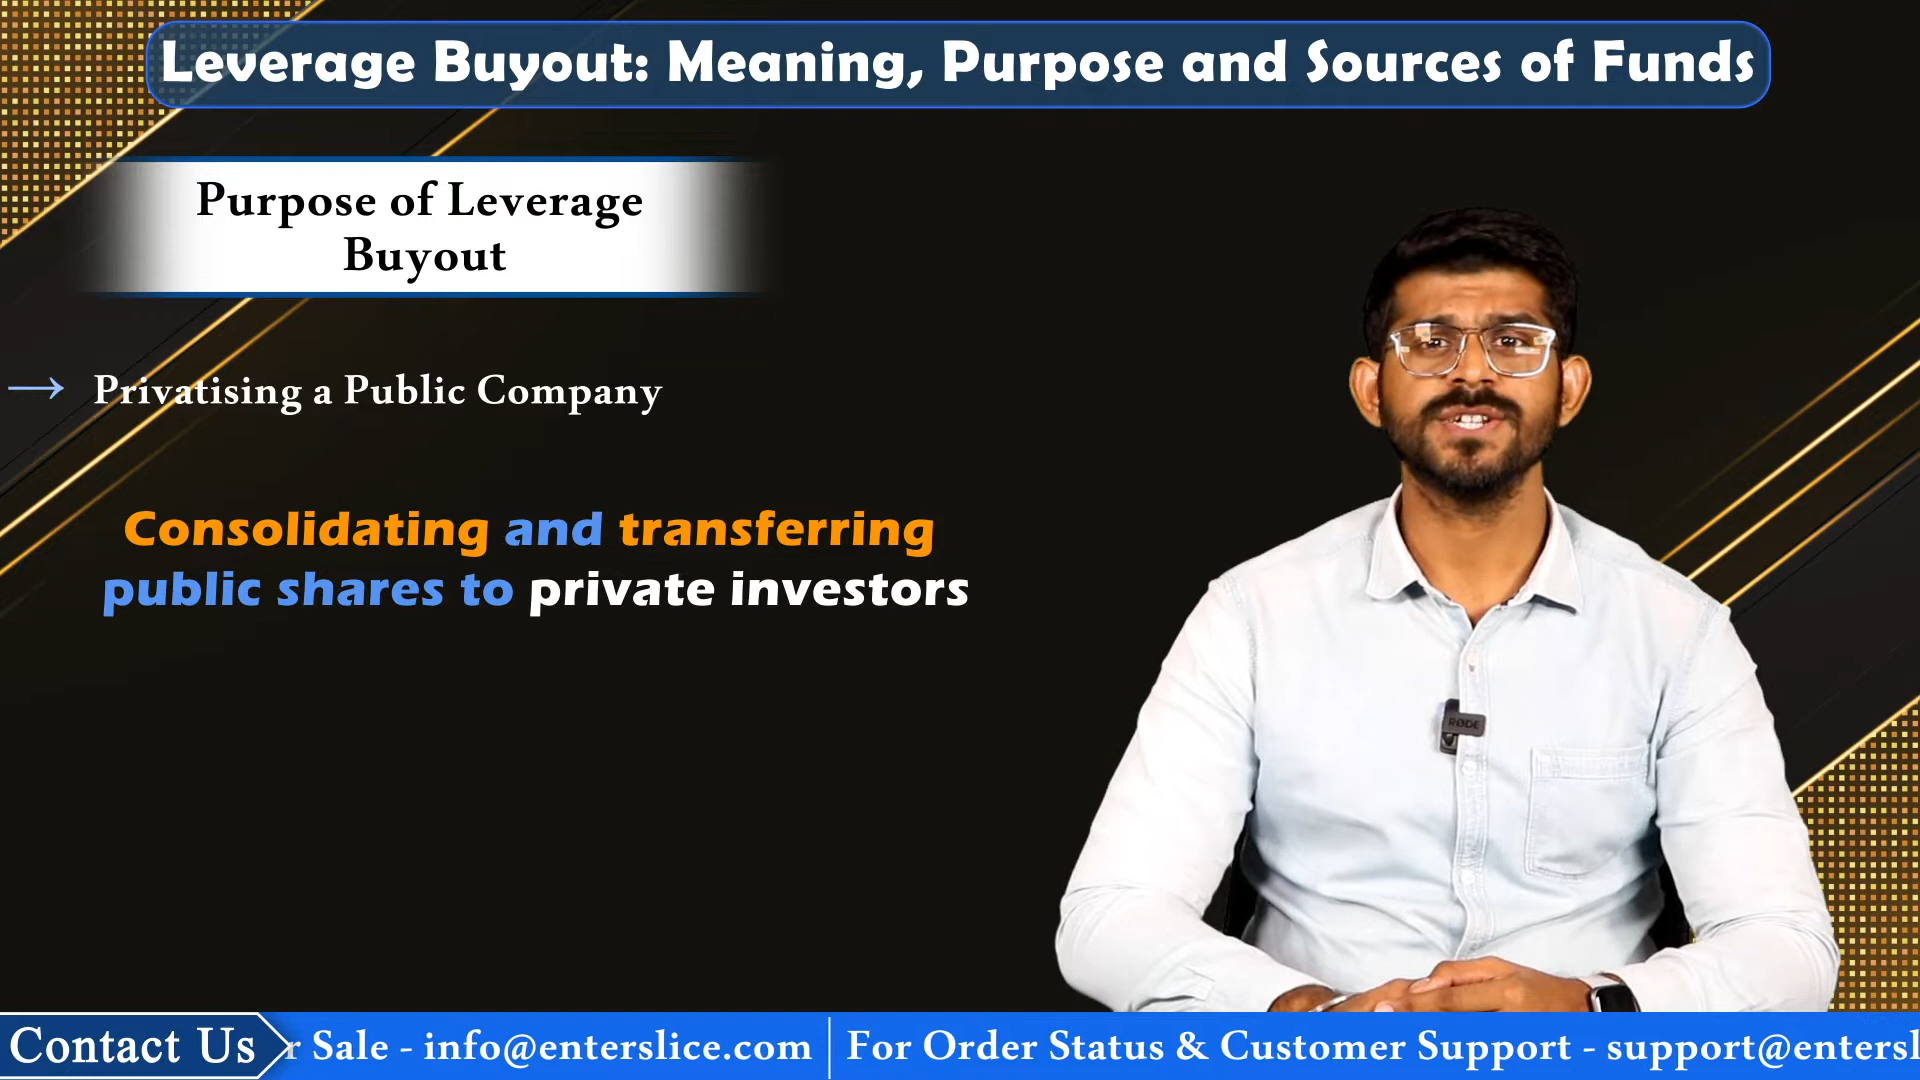 Leverage Buyout: Meaning, Purpose and Sources of Funds
Purpose of Leverage
Buyout
→ Privatising a Public Company
Consolidating and transferring
public shares to private investors
RØDE
Contact Us
r Sale - info@enterslice.com | For Order Status & Customer Support - support@entersl